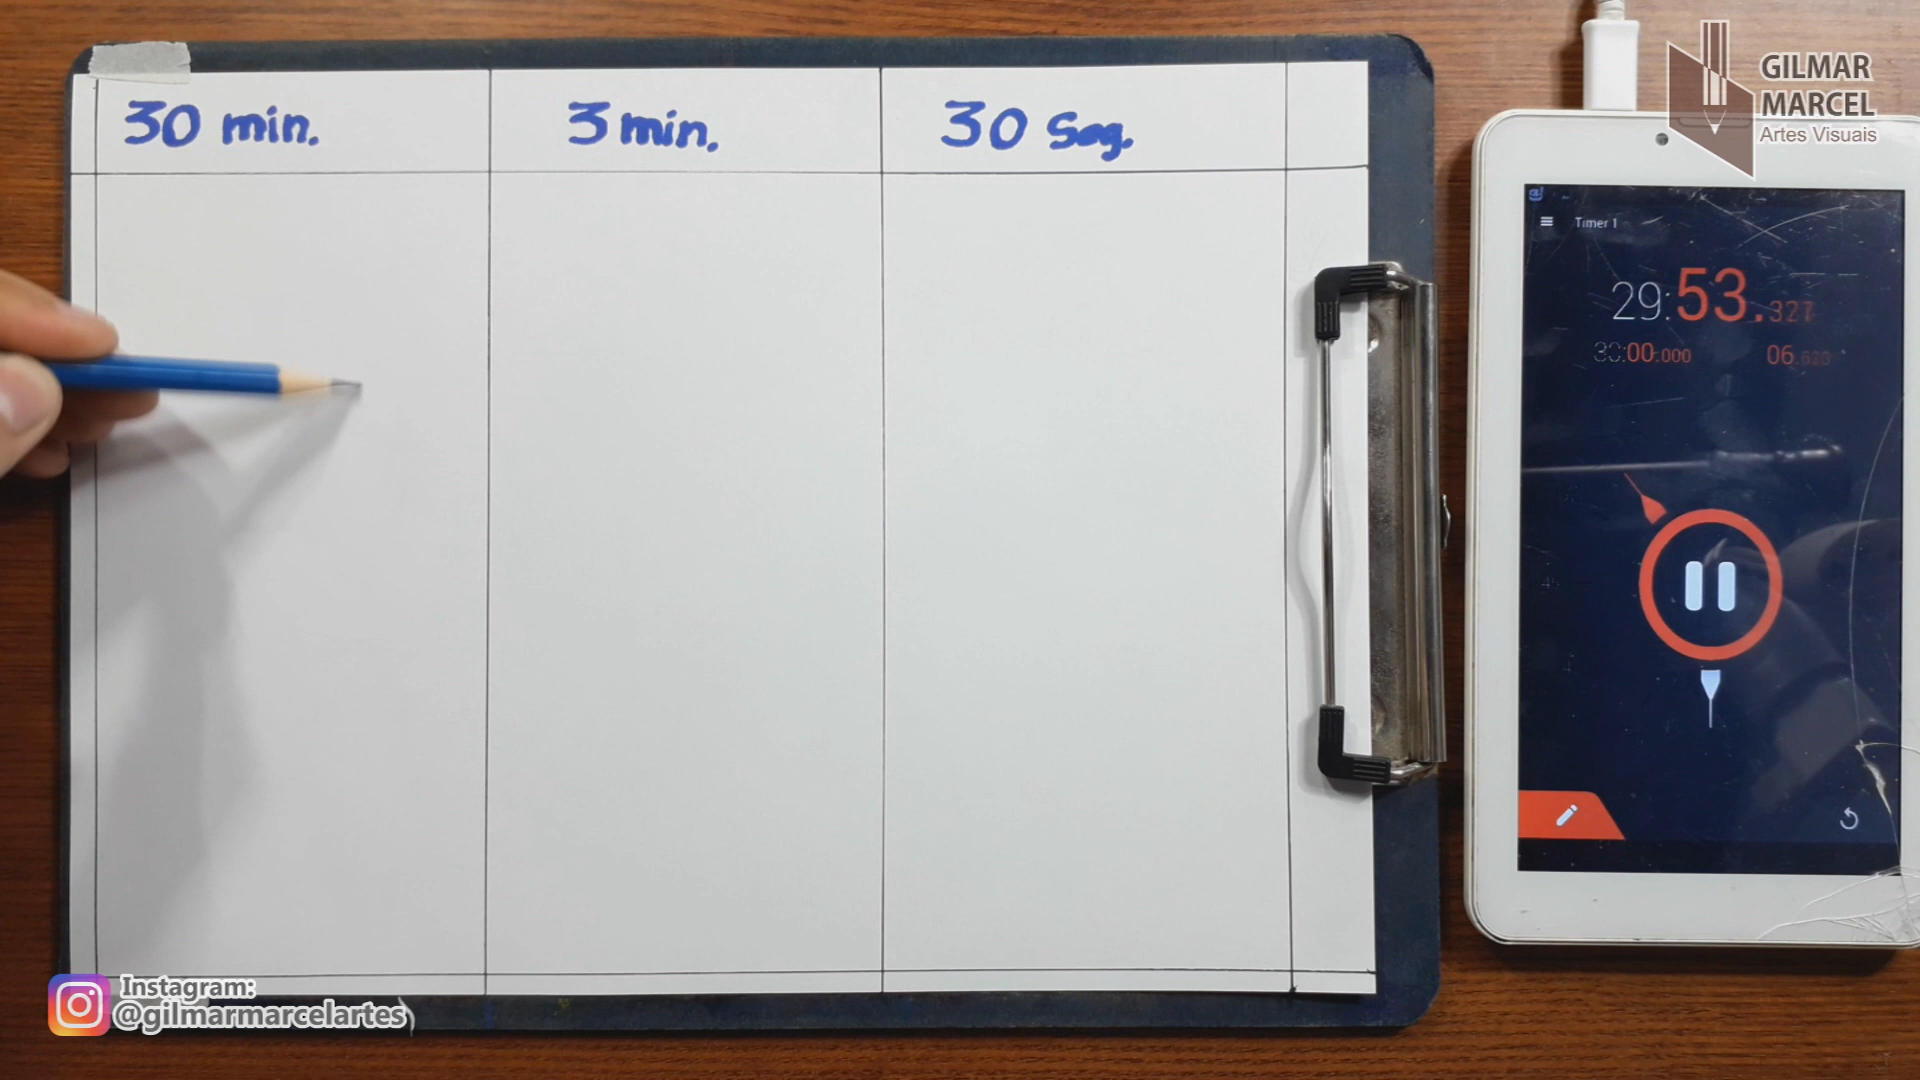 30 min.
3 min.
30 Seg.
GILMAR
MARCEL
Artes Visuais
Timer 1
29:53.327
30:00.000
Instagram:
@gilmarmarcelartes